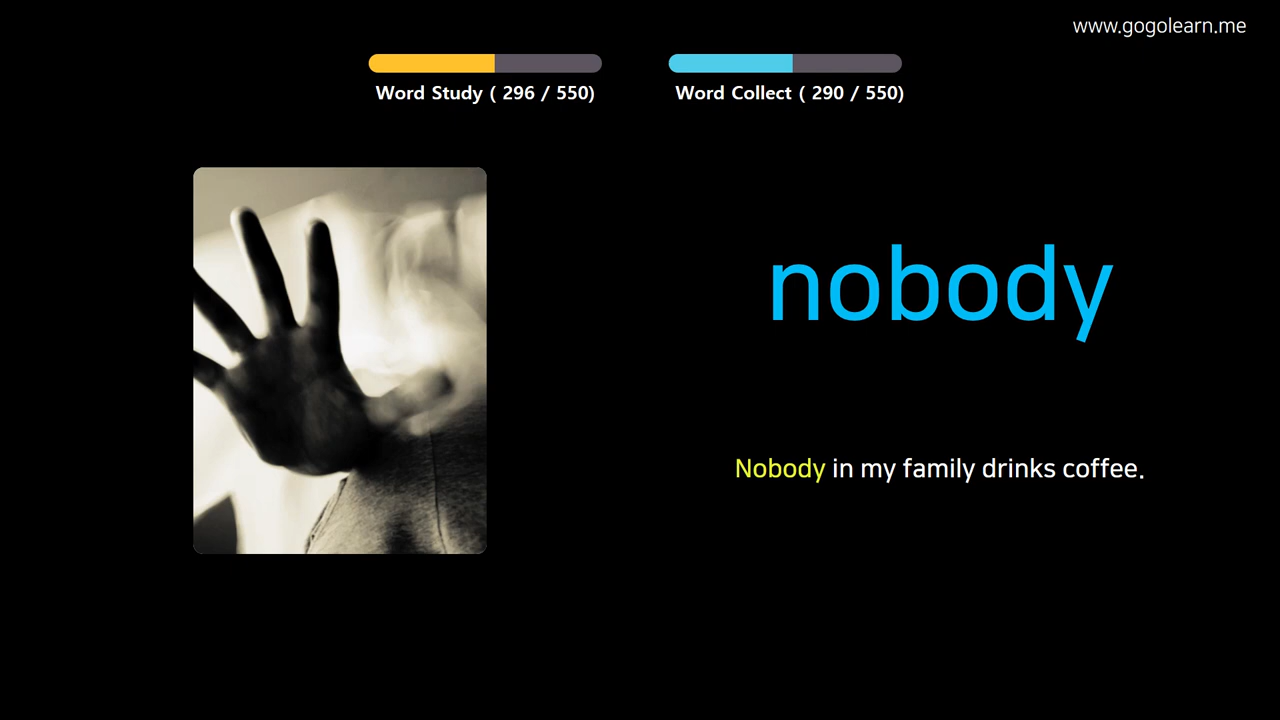 www.gogolearn.me
Word Study ( 296 / 550)
Word Collect ( 290 / 550)
nobody
Nobody in my family drinks coffee.